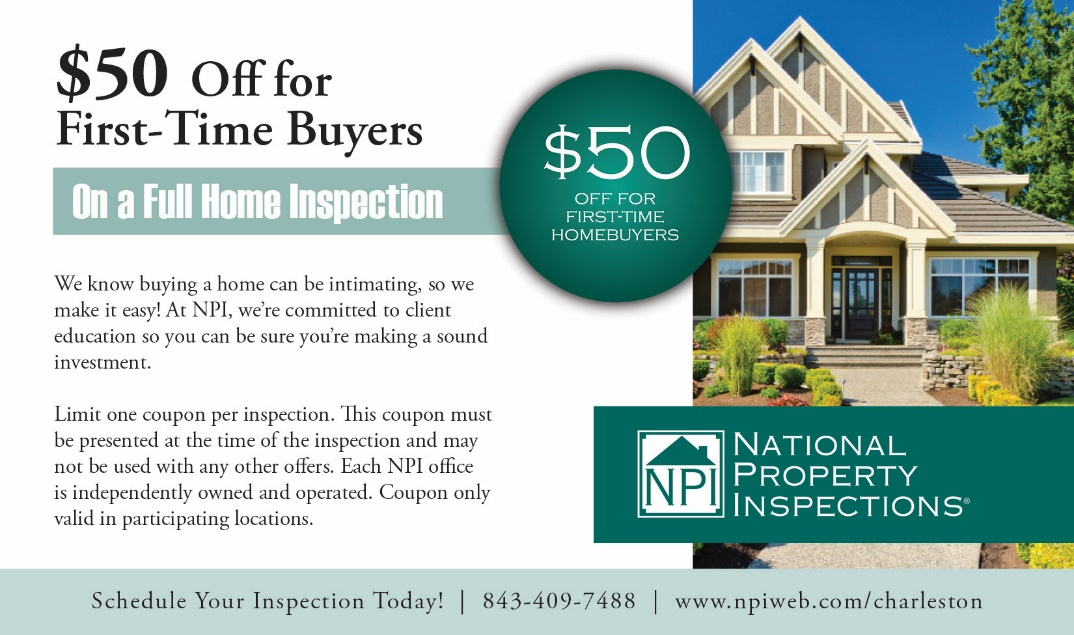 $50 Off for
First-Time Buyers
On a Full Home Inspection
$50
OFF FOR
FIRST-TIME
HOMEBUYERS
We know buying a home can be intimating, so we
make it easy! At NPI, we're committed to client
education so you can be sure you're making a sound
investment.
Limit one coupon per inspection. This coupon must
be presented at the time of the inspection and may
not be used with any other offers. Each NPI office
is independently owned and operated. Coupon only
valid in participating locations.
NPI
NATIONAL
PROPERTY
INSPECTIONS®
Schedule Your Inspection Today! | 843-409-7488 | www.npiweb.com/charleston